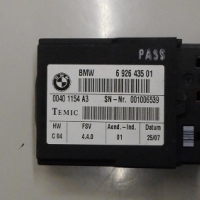 PASS
BMW 6 926 435 01
0040 1154 A3 SN-Nr. 001006539
TEMIC
HW FSV Aend.-Ind. Datum
C 04 4.4.0 01 25/07